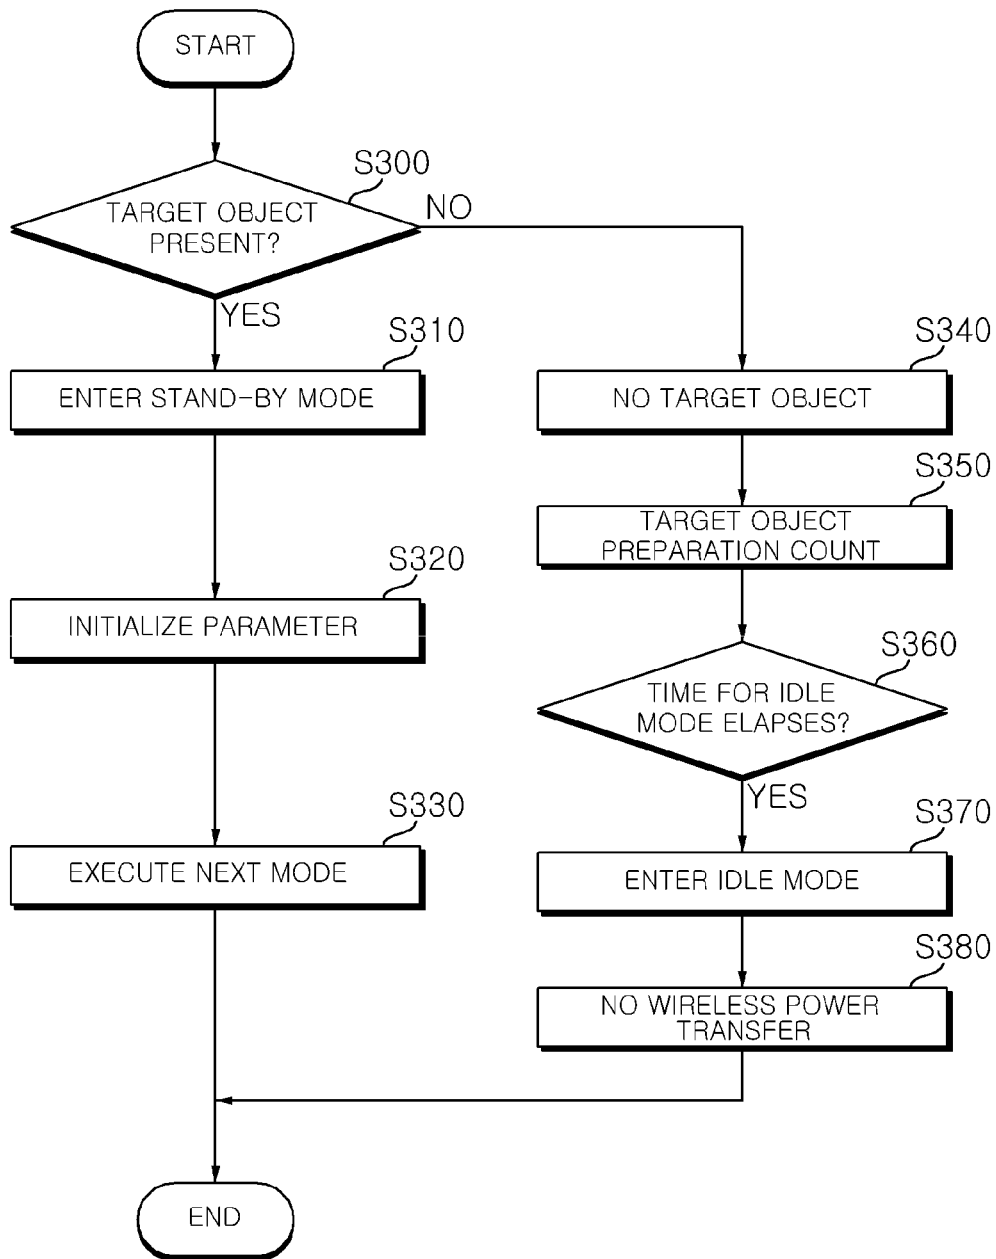 START
S300
TARGET OBJECT
PRESENT?
NO
YES
S310
ENTER STAND-BY MODE
S320
INITIALIZE PARAMETER
S330
EXECUTE NEXT MODE
S340
NO TARGET OBJECT
S350
TARGET OBJECT
PREPARATION COUNT
S360
TIME FOR IDLE
MODE ELAPSES?
YES
S370
ENTER IDLE MODE
S380
NO WIRELESS POWER
TRANSFER
END